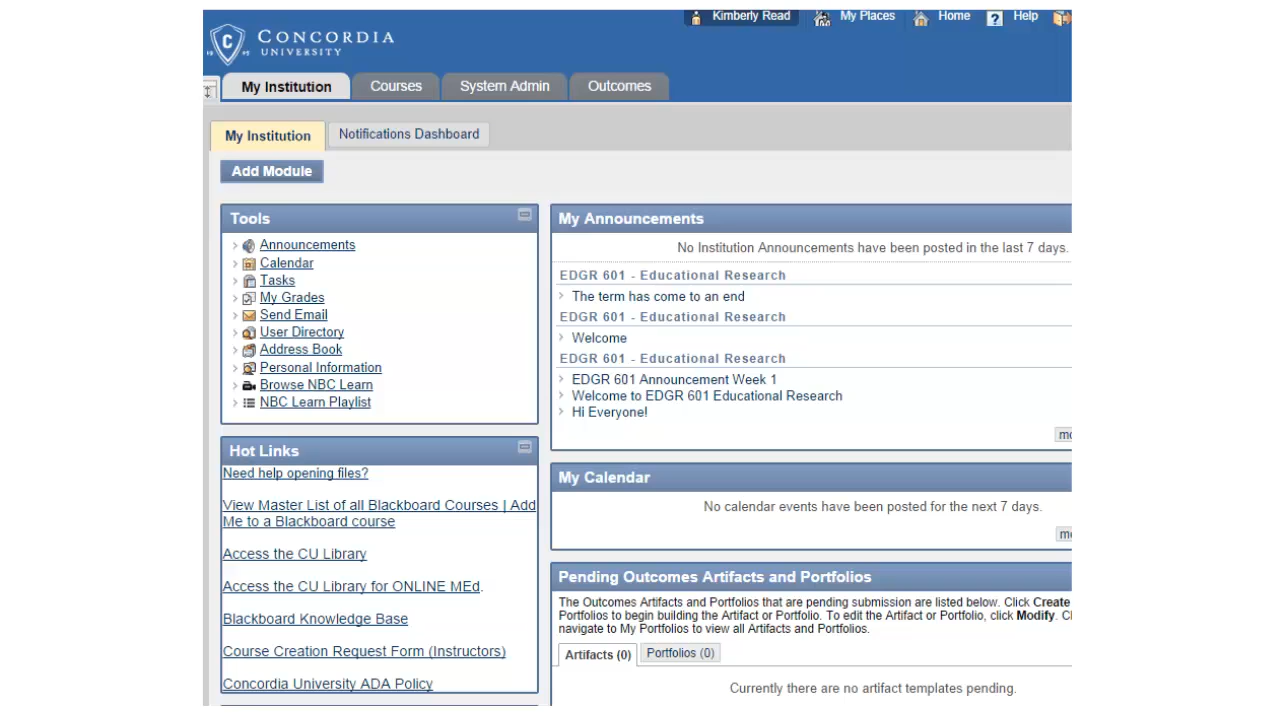 Kimberly Read My Places Home Help
CONCORDIA
UNIVERSITY
My Institution Courses System Admin Outcomes
My Institution Notifications Dashboard
Add Module
Tools
Announcements
Calendar
Tasks
My Grades
Send Email
User Directory
Address Book
Personal Information
Browse NBC Learn
NBC Learn Playlist
Hot Links
Need help opening files?
View Master List of all Blackboard Courses | Add
Me to a Blackboard course
Access the CU Library
Access the CU Library for ONLINE MEd.
Blackboard Knowledge Base
Course Creation Request Form (Instructors)
Concordia University ADA Policy
My Announcements
No Institution Announcements have been posted in the last 7 days.
EDGR 601 - Educational Research
The term has come to an end
EDGR 601 - Educational Research
Welcome
EDGR 601 - Educational Research
EDGR 601 Announcement Week 1
Welcome to EDGR 601 Educational Research
Hi Everyone!
My Calendar
No calendar events have been posted for the next 7 days.
Pending Outcomes Artifacts and Portfolios
The Outcomes Artifacts and Portfolios that are pending submission are listed below. Click Create
Portfolios to begin building the Artifact or Portfolio. To edit the Artifact or Portfolio, click Modify.
navigate to My Portfolios to view all Artifacts and Portfolios.
Artifacts (0) Portfolios (0)
Currently there are no artifact templates pending.